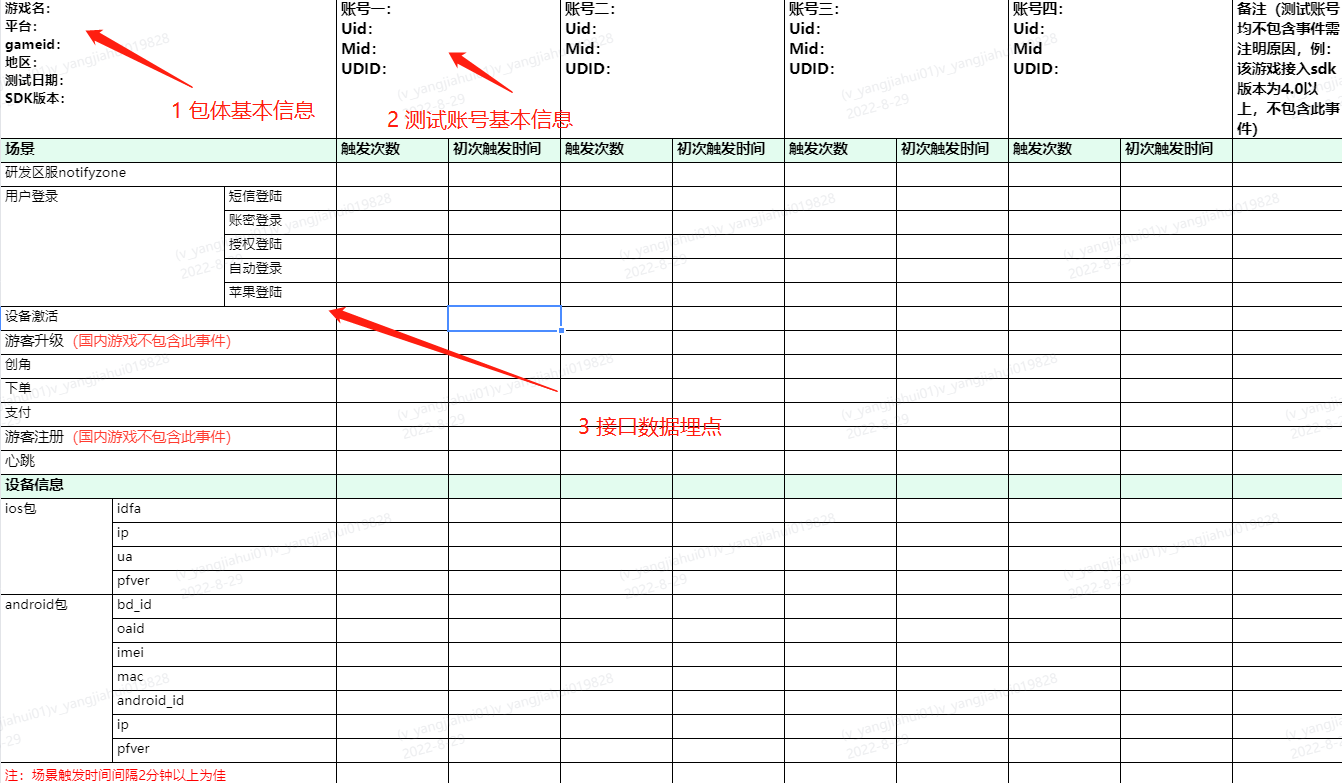 游戏名：
平台：
gameid：
地区：
测试日期：
SDK版本：
账号一：
Uid：
Mid：
UDID：
账号二：
Uid：
Mid：
UDID：
账号三：
Uid：
Mid：
UDID：
账号四：
Uid：
Mid
UDID：
备注（测试账号
均不包含事件需
注明原因，例：
该游戏接入sdk
版本为4.0以
上，不包含此事
件）
1 包体基本信息
2 测试账号基本信息
场景 触发次数 初次触发时间 触发次数 初次触发时间 触发次数 初次触发时间 触发次数 初次触发时间
研发区服notifyzone
用户登录 短信登陆
账密登录
授权登陆
自动登录
苹果登陆
设备激活
游客升级（国内游戏不包含此事件）
创角
下单
支付
3 接口数据埋点
游客注册（国内游戏不包含此事件）
心跳
设备信息
ios包 idfa
ip
ua
pfver
android包 bd_id
oaid
imei
mac
android_id
ip
pfver
注：场景触发时间间隔2分钟以上为佳
(v_yangjiahui01)v_yangjiahui019828
2022-8-29